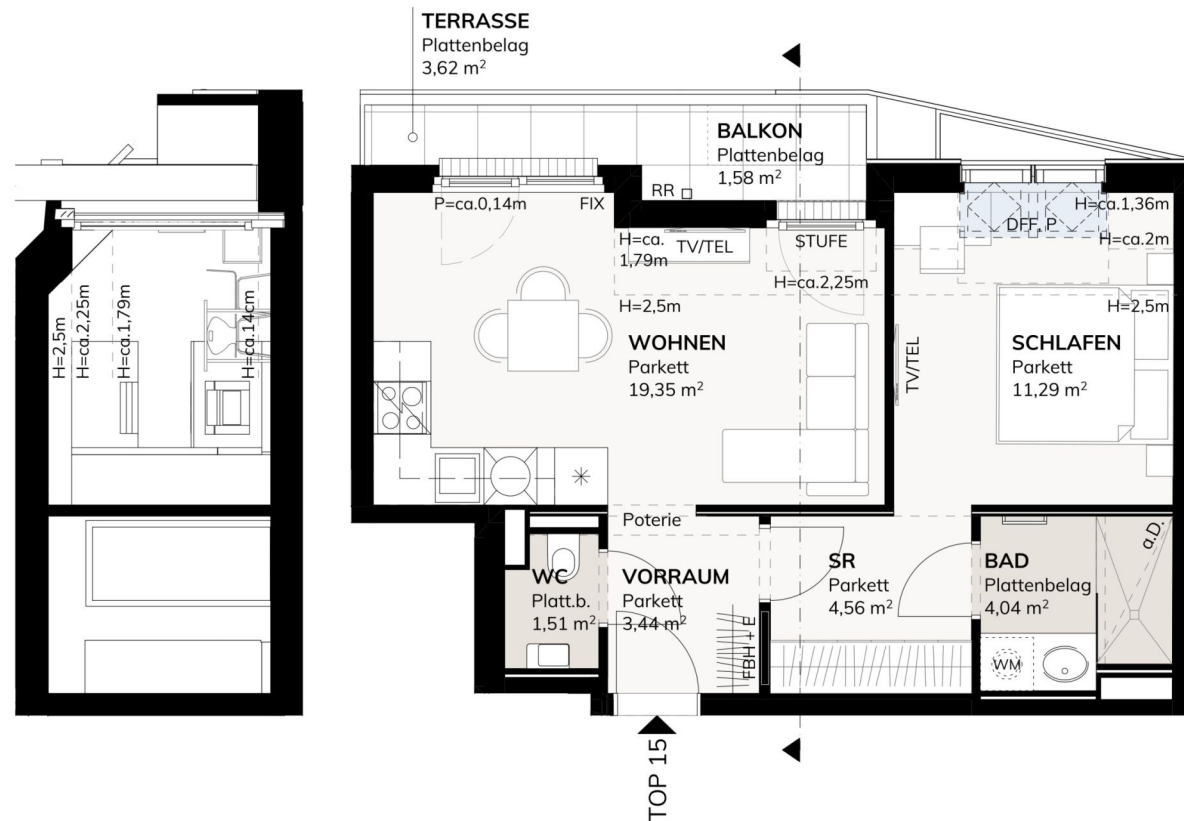 TERRASSE
Plattenbelag
3,62 m²
BALKON
Plattenbelag
1,58 m²
RR
P=ca.0,14m
FIX
H=ca.
1,79m
TV/TEL
STUFE
H=ca.2,25m
H=2,5m
H=ca.1,36m
DFF, P
H=ca.2m
H=2,5m
WOHNEN
Parkett
19,35 m²
TV/TEL
SCHLAFEN
Parkett
11,29 m²
H=2,5m
H=ca.2,25m
H=ca.1,79m
H=ca.14cm
Poterie
WC
Platt.b.
1,51 m²
VORRAUM
Parkett
3,44 m²
FBH + E
SR
Parkett
4,56 m²
BAD
Plattenbelag
4,04 m²
a.D.
WM
TOP 15